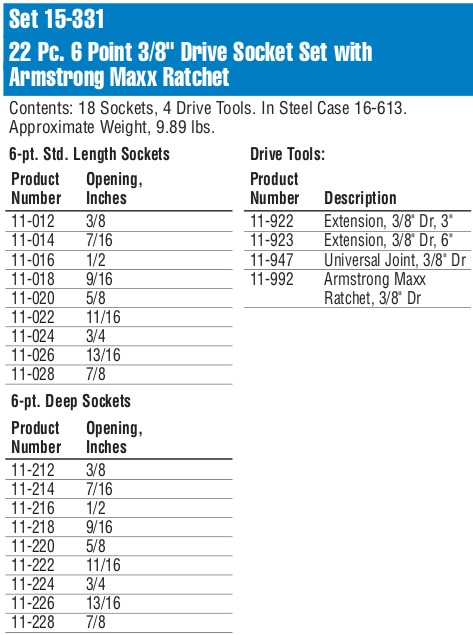 Set 15-331
22 Pc. 6 Point 3/8" Drive Socket Set with
Armstrong Maxx Ratchet
Contents: 18 Sockets, 4 Drive Tools. In Steel Case 16-613.
Approximate Weight, 9.89 lbs.
6-pt. Std. Length Sockets
Product Opening,
Number Inches
11-012 3/8
11-014 7/16
11-016 1/2
11-018 9/16
11-020 5/8
11-022 11/16
11-024 3/4
11-026 13/16
11-028 7/8
6-pt. Deep Sockets
Product Opening,
Number Inches
11-212 3/8
11-214 7/16
11-216 1/2
11-218 9/16
11-220 5/8
11-222 11/16
11-224 3/4
11-226 13/16
11-228 7/8
Drive Tools:
Product
Number Description
11-922 Extension, 3/8" Dr, 3"
11-923 Extension, 3/8" Dr, 6"
11-947 Universal Joint, 3/8" Dr
11-992 Armstrong Maxx
Ratchet, 3/8" Dr